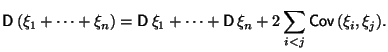 D (ξ₁ + ⋯ + ξₙ) = D ξ₁ + ⋯ + D ξₙ + 2 ∑_{i<j} Cov (ξᵢ, ξⱼ).